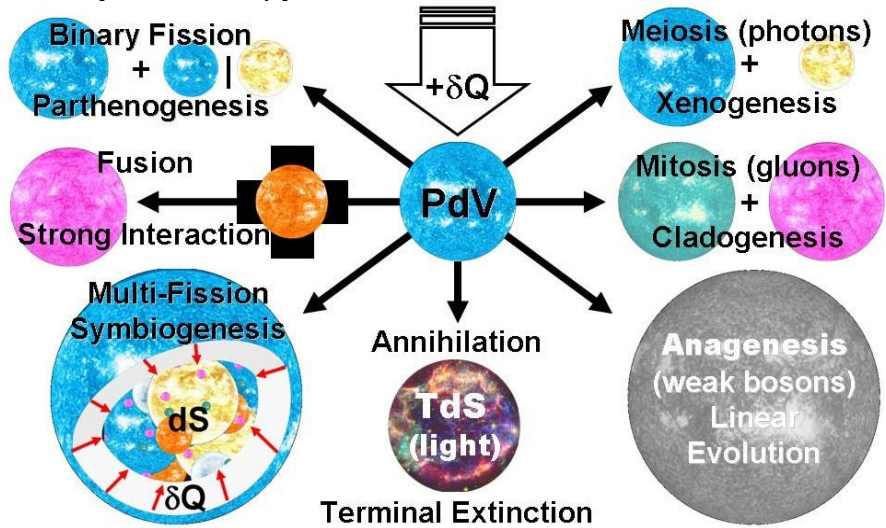 Binary Fission
+ |
Parthenogenesis
+δQ
Meiosis (photons)
+
Xenogenesis
Fusion
Strong Interaction
PdV
Mitosis (gluons)
+
Cladogenesis
Multi-Fission
Symbiogenesis
dS
δQ
Annihilation
TdS
(light)
Terminal Extinction
Anagenesis
(weak bosons)
Linear
Evolution